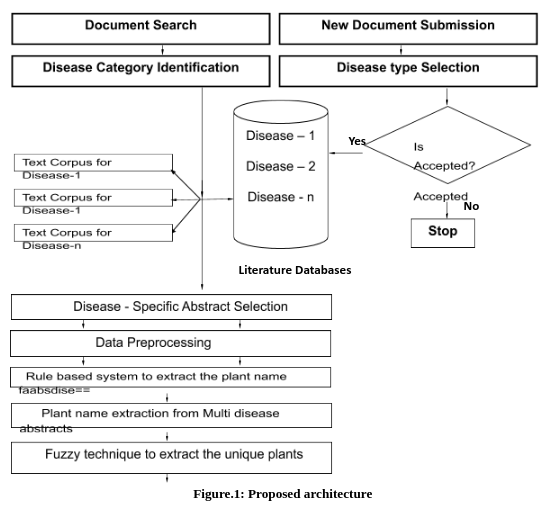 Document Search
New Document Submission
Disease Category Identification
Disease type Selection
Disease – 1
Disease – 2
Disease - n
Yes
Is
Accepted?
Accepted
No
Stop
Text Corpus for
Disease-1
Text Corpus for
Disease-1
Text Corpus for
Disease-n
Literature Databases
Disease - Specific Abstract Selection
Data Preprocessing
Rule based system to extract the plant name
faabsdise==
Plant name extraction from Multi disease
abstracts
Fuzzy technique to extract the unique plants
Figure.1: Proposed architecture